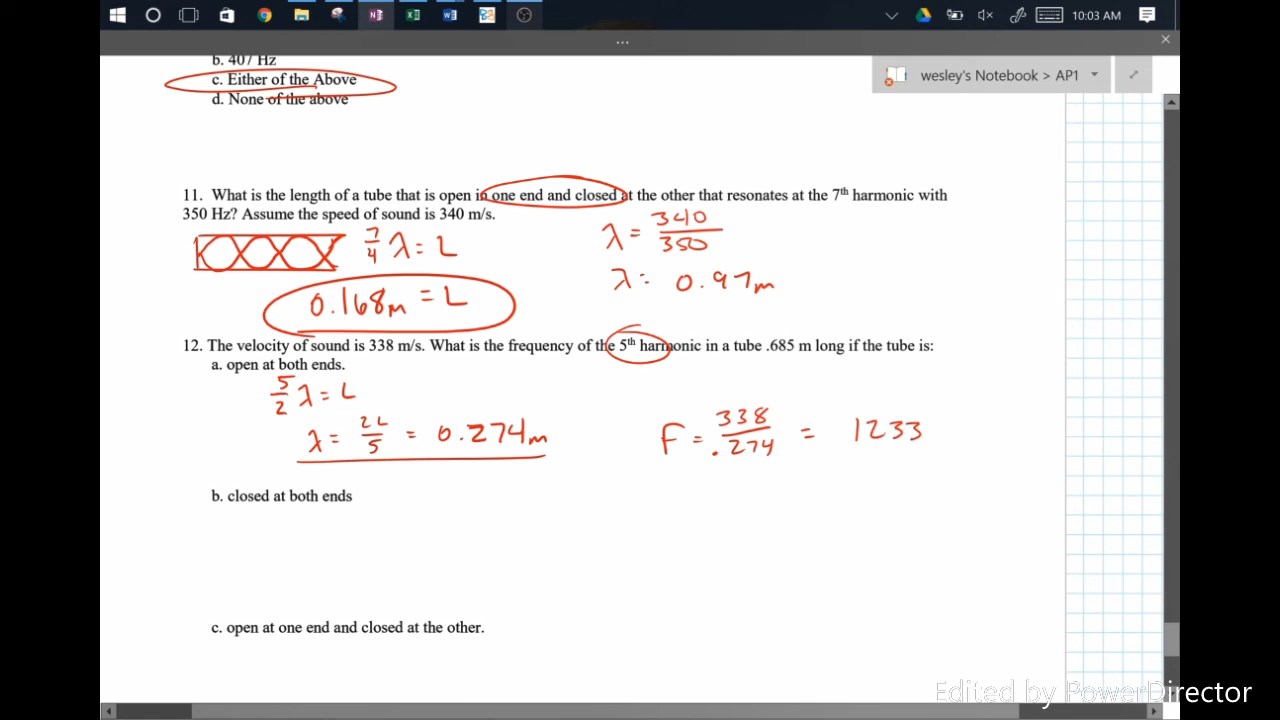 10:03 AM
...
wesley's Notebook > AP1
b. 407 Hz
c. Either of the Above
d. None of the above
11. What is the length of a tube that is open in one end and closed at the other that resonates at the 7th harmonic with
350 Hz? Assume the speed of sound is 340 m/s.
7/4 λ = L
λ = 340/350
λ = 0.97m
0.168m = L
12. The velocity of sound is 338 m/s. What is the frequency of the 5th harmonic in a tube .685 m long if the tube is:
a. open at both ends.
5/2 λ = L
λ = 2L/5 = 0.274m
F = 338/.274 = 1233
b. closed at both ends
c. open at one end and closed at the other.
Edited by PowerDirector